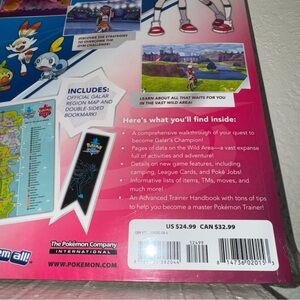 DISCOVER THE STRATEGIES
TO OVERCOME THE
GYM CHALLENGE!
LEARN ABOUT ALL THAT WAITS FOR YOU
IN THE VAST WILD AREA!
INCLUDES:
OFFICIAL GALAR
REGION MAP AND
DOUBLE-SIDED
BOOKMARK!
Here's what you'll find inside:
• A comprehensive walkthrough of your quest to
become Galar's Champion!
• Pages of data on the Wild Area—a vast expanse
full of activities and adventure!
• Details on new game features, including
camping, League Cards, and Poké Jobs!
• Informative lists of items, TMs, moves, and
much more!
• An Advanced Trainer Handbook with tons of tips
to help you become a master Pokémon Trainer!
'em all!
The Pokémon Company
INTERNATIONAL
WWW.POKEMON.COM
US $24.99 CAN $32.99